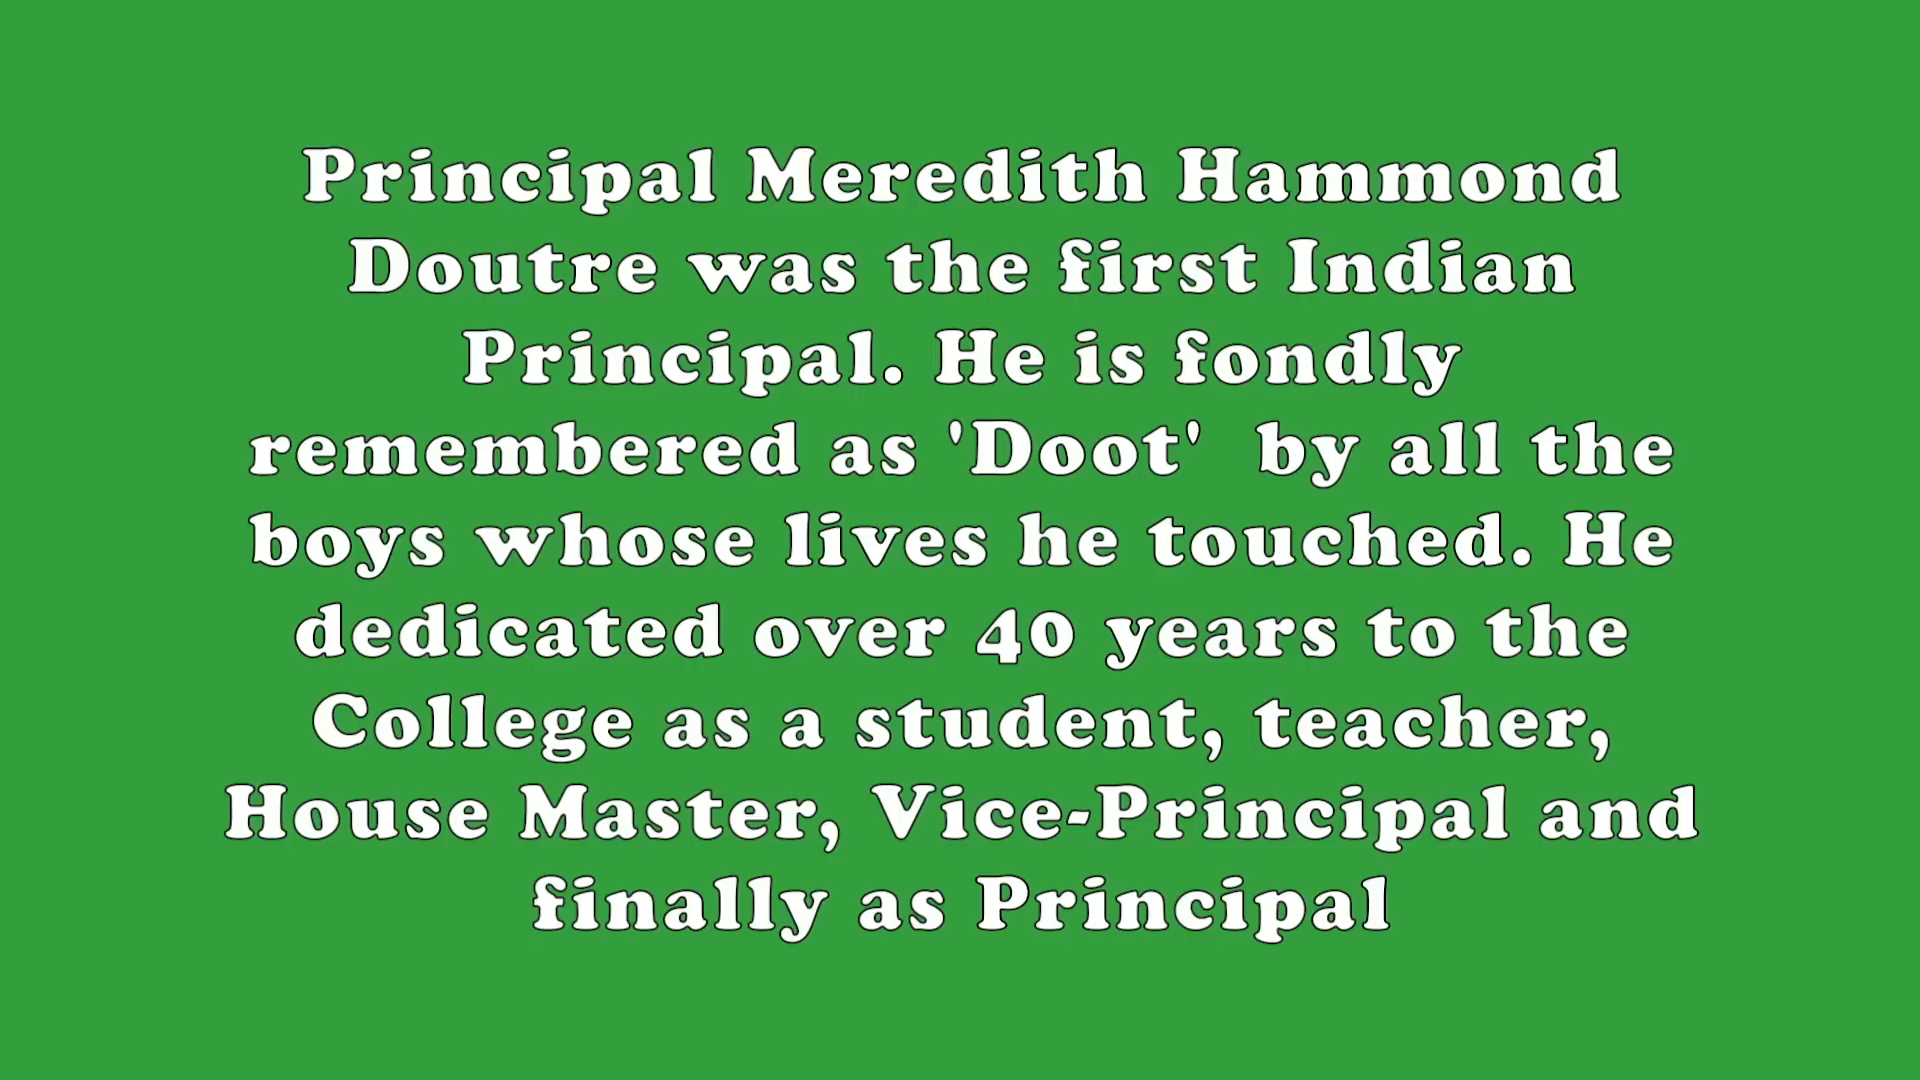 Principal Meredith Hammond
Doutre was the first Indian
Principal. He is fondly
remembered as 'Doot'  by all the
boys whose lives he touched. He
dedicated over 40 years to the
College as a student, teacher,
House Master, Vice-Principal and
finally as Principal